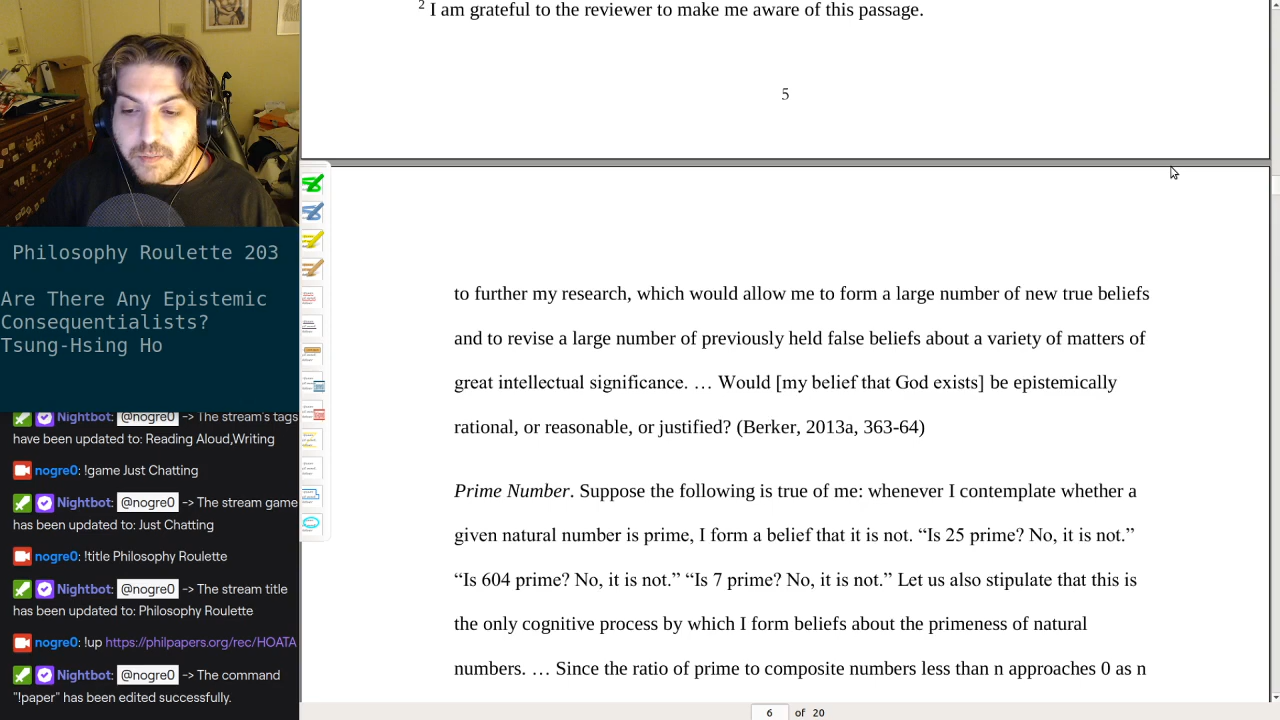 ² I am grateful to the reviewer to make me aware of this passage.
5
to further my research, which would allow me to form a large number of new true beliefs
and to revise a large number of previously held false beliefs about a variety of matters of
great intellectual significance. … Would [my belief that God exists] be epistemically
rational, or reasonable, or justified? (Berker, 2013a, 363-64)
Prime Number. Suppose the following is true of me: whenever I contemplate whether a
given natural number is prime, I form a belief that it is not. “Is 25 prime? No, it is not.”
“Is 604 prime? No, it is not.” “Is 7 prime? No, it is not.” Let us also stipulate that this is
the only cognitive process by which I form beliefs about the primeness of natural
numbers. … Since the ratio of prime to composite numbers less than n approaches 0 as n
6 of 20
Philosophy Roulette 203
Are There Any Epistemic
Consequentialists?
Tsung-Hsing Ho
Nightbot: @nogre0 -> The stream's tags
have been updated to: Reading Aloud,Writing
nogre0: !game Just Chatting
Nightbot: @nogre0 -> The stream game
has been updated to: Just Chatting
nogre0: !title Philosophy Roulette
Nightbot: @nogre0 -> The stream title
has been updated to: Philosophy Roulette
nogre0: !up https://philpapers.org/rec/HOATA
Nightbot: @nogre0 -> The command
"!paper" has been edited successfully.